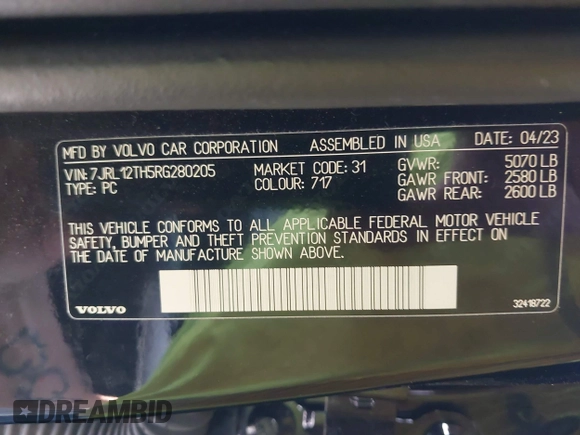 MFD BY VOLVO CAR CORPORATION ASSEMBLED IN USA DATE: 04/23
VIN: 7JRL12TH5RG280205 MARKET CODE: 31 GVWR: 5070 LB
TYPE: PC COLOUR: 717 GAWR FRONT: 2580 LB
GAWR REAR: 2600 LB
THIS VEHICLE CONFORMS TO ALL APPLICABLE FEDERAL MOTOR VEHICLE
SAFETY, BUMPER AND THEFT PREVENTION STANDARDS IN EFFECT ON
THE DATE OF MANUFACTURE SHOWN ABOVE.
VOLVO 32418722
DREAMBID